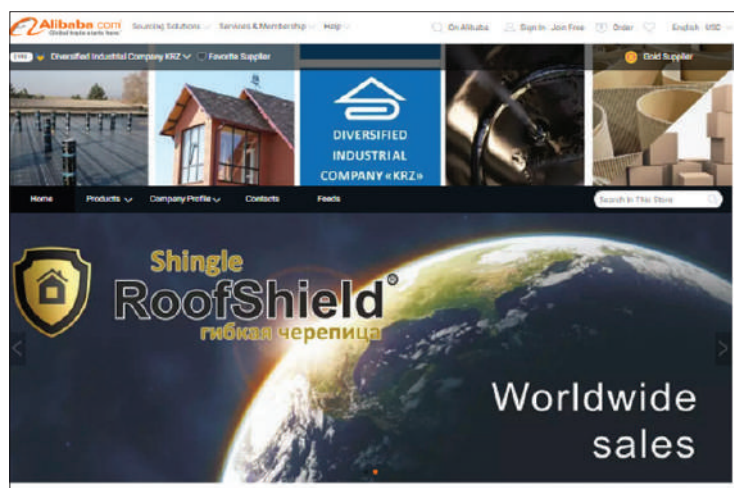 Alibaba.com Sourcing Solutions Services & Membership Help On Alibaba Sign In Join Free Order English USD
Global trade starts here.
Diversified Industrial Company KRZ Favorite Supplier Gold Supplier
DIVERSIFIED
INDUSTRIAL
COMPANY «KRZ»
Home Products Company Profile Contacts Feeds Search In This Store
Shingle
RoofShield®
гибкая черепица
Worldwide
sales